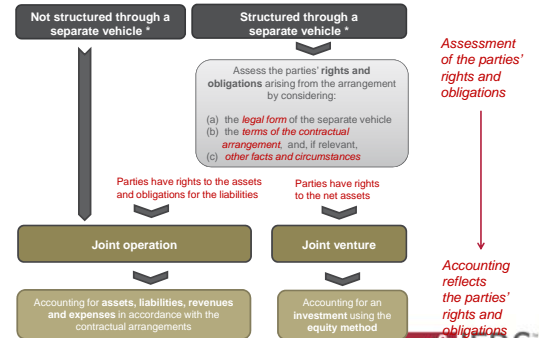 Not structured through a
separate vehicle *
Structured through a
separate vehicle *
Assessment
of the parties'
rights and
obligations
Assess the parties' rights and
obligations arising from the arrangement
by considering:
(a) the legal form of the separate vehicle
(b) the terms of the contractual
arrangement, and, if relevant,
(c) other facts and circumstances
Parties have rights to the assets
and obligations for the liabilities
Parties have rights
to the net assets
Joint operation
Joint venture
Accounting for assets, liabilities, revenues
and expenses in accordance with the
contractual arrangements
Accounting for an
investment using the
equity method
Accounting
reflects
the parties'
rights and
obligations